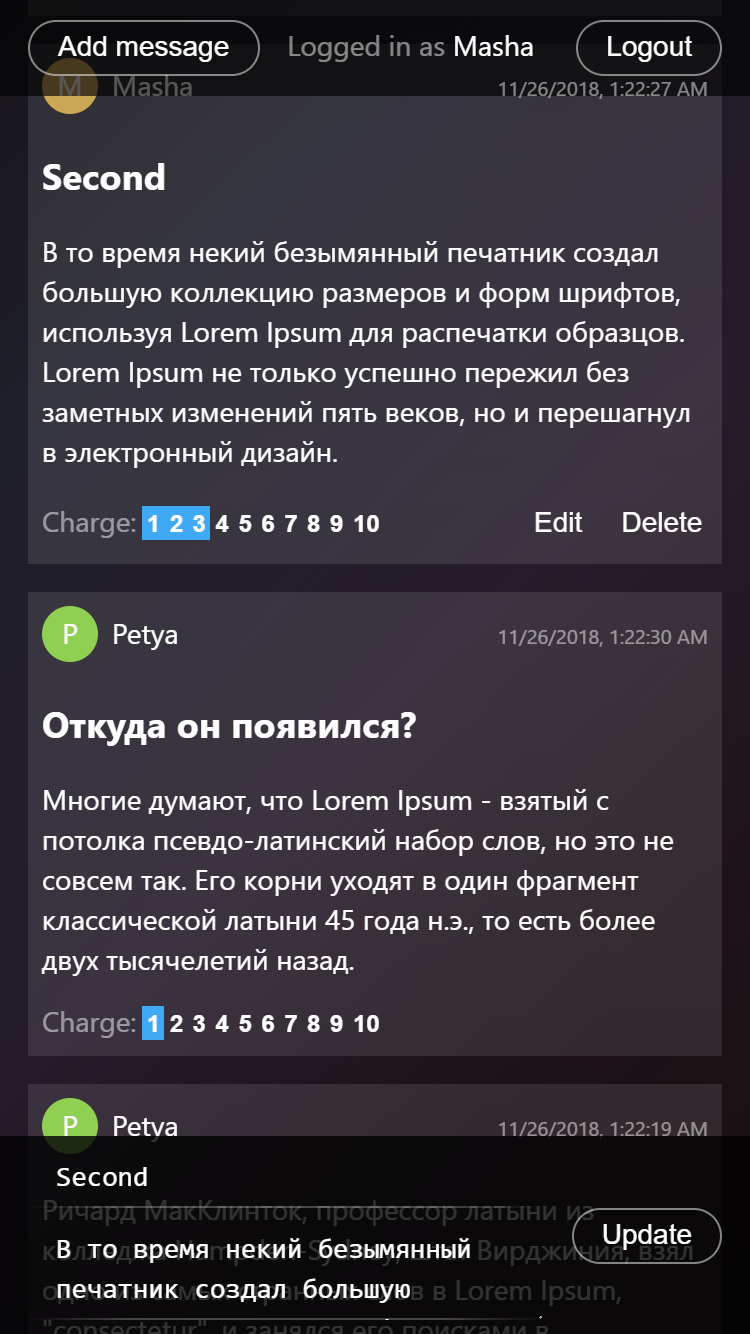 Add message Logged in as Masha Logout
M Masha 11/26/2018, 1:22:27 AM
Second
В то время некий безымянный печатник создал
большую коллекцию размеров и форм шрифтов,
используя Lorem Ipsum для распечатки образцов.
Lorem Ipsum не только успешно пережил без
заметных изменений пять веков, но и перешагнул
в электронный дизайн.
Charge: 1 2 3 4 5 6 7 8 9 10 Edit Delete
P Petya 11/26/2018, 1:22:30 AM
Откуда он появился?
Многие думают, что Lorem Ipsum - взятый с
потолка псевдо-латинский набор слов, но это не
совсем так. Его корни уходят в один фрагмент
классической латыни 45 года н.э., то есть более
двух тысячелетий назад.
Charge: 1 2 3 4 5 6 7 8 9 10
P Petya 11/26/2018, 1:22:19 AM
Second
Ричард МакКлинток, профессор латыни из
Вирджиния, взял
Update
В то время некий безымянный
печатник создал большую
в Lorem Ipsum,
"consectetur", и занялся его поисками в